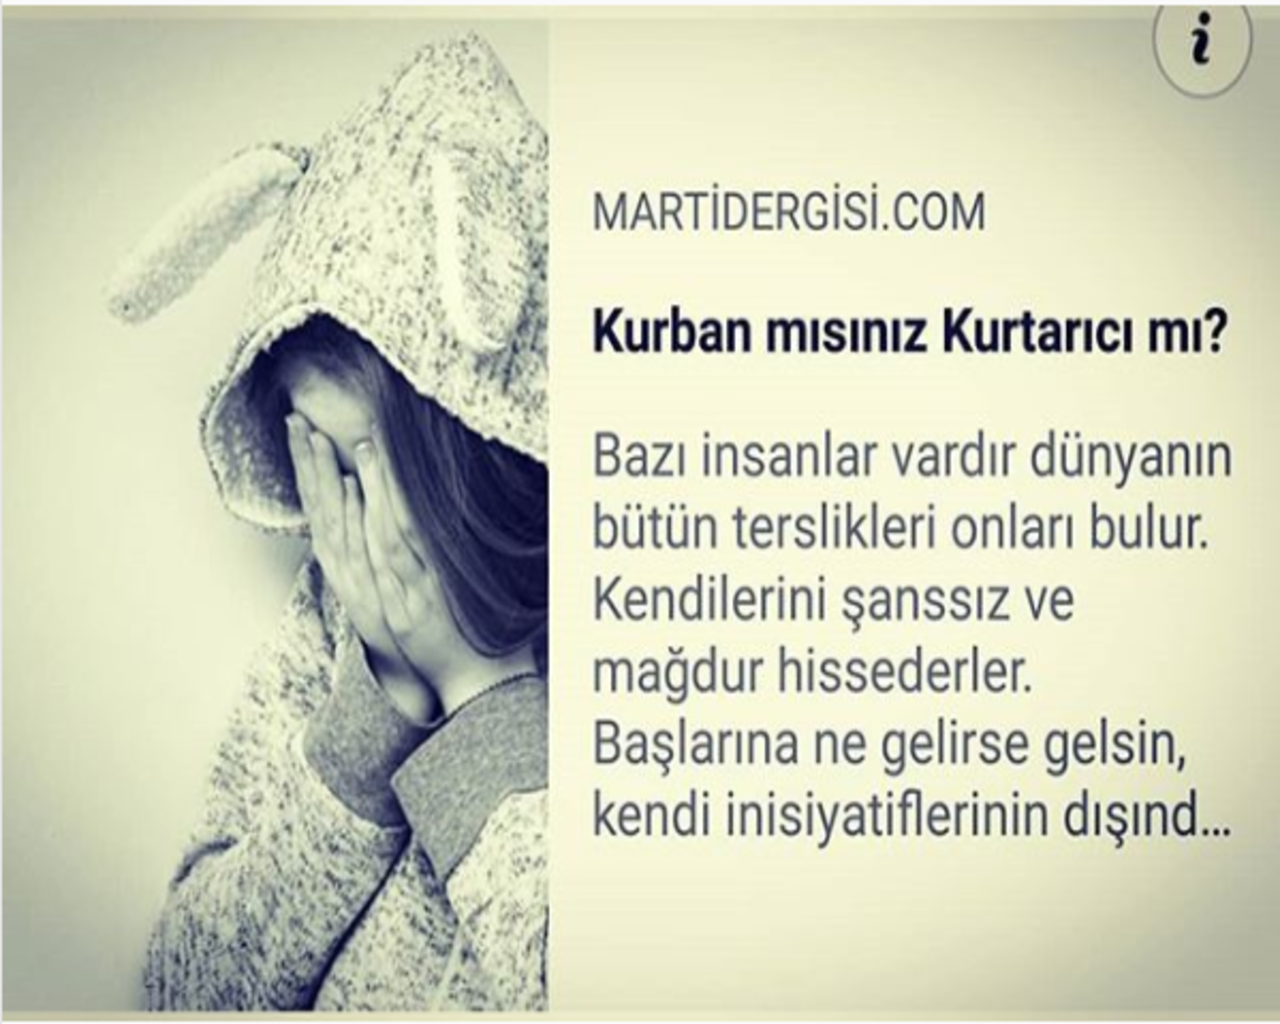 i
MARTİDERGİSİ.COM
Kurban mısınız Kurtarıcı mı?
Bazı insanlar vardır dünyanın
bütün terslikleri onları bulur.
Kendilerini şanssız ve
mağdur hissederler.
Başlarına ne gelirse gelsin,
kendi inisiyatiflerinin dışınd...